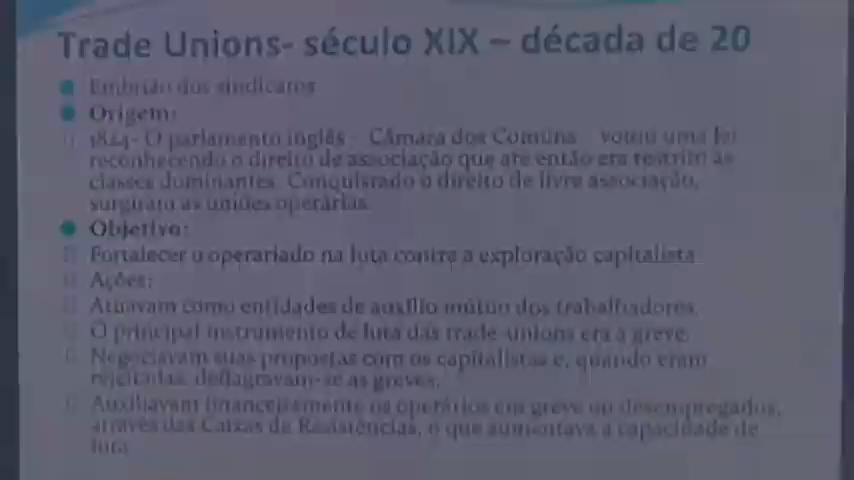 Trade Unions- século XIX – década de 20
Embrião dos sindicatos
Origem:
1824- O parlamento inglês – Câmara dos Comuns – votou uma lei
reconhecendo o direito de associação que até então era restrito às
classes dominantes. Conquistado o direito de livre associação,
surgiram as uniões operárias.
Objetivo:
Fortalecer o operariado na luta contra a exploração capitalista.
Ações:
Atuavam como entidades de auxílio mútuo dos trabalhadores.
O principal instrumento de luta das trade-unions era a greve.
Negociavam suas propostas com os capitalistas e, quando eram
rejeitadas, deflagravam-se as greves.
Auxiliavam financeiramente os operários em greve ou desempregados,
através das Caixas de Resistências, o que aumentava a capacidade de
luta.